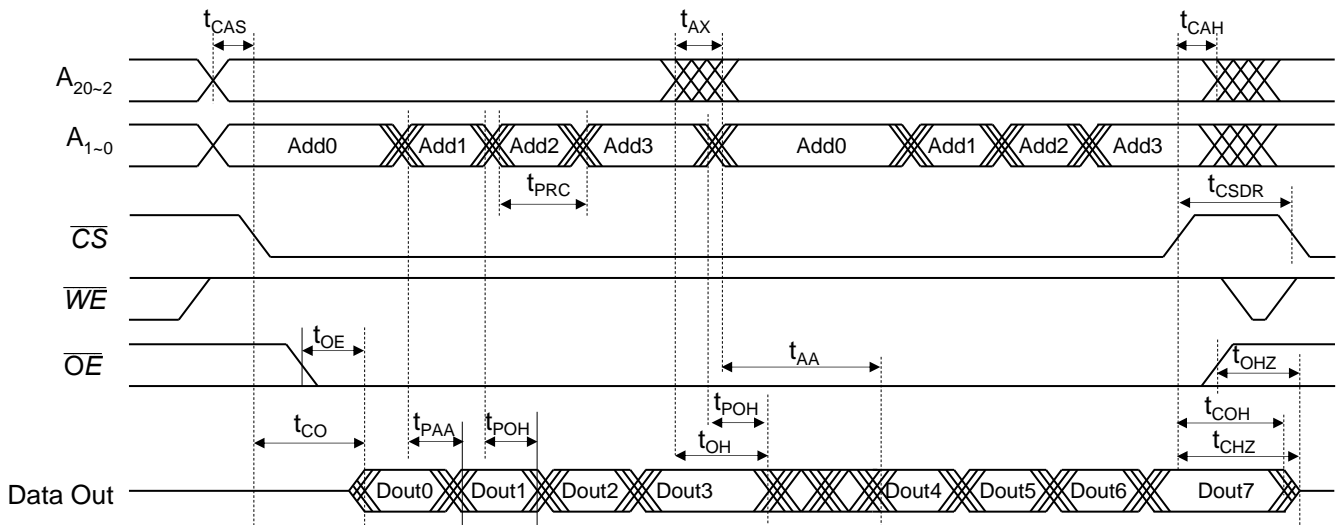 tCAS tAX tCAH
A20~2
A1~0 Add0 Add1 Add2 Add3 Add0 Add1 Add2 Add3
tPRC tCSDR
CS
WE
OE tOE tAA tOHZ
tCO tPAA tPOH tOH tPOH tCOH
tCHZ
Data Out Dout0 Dout1 Dout2 Dout3 Dout4 Dout5 Dout6 Dout7